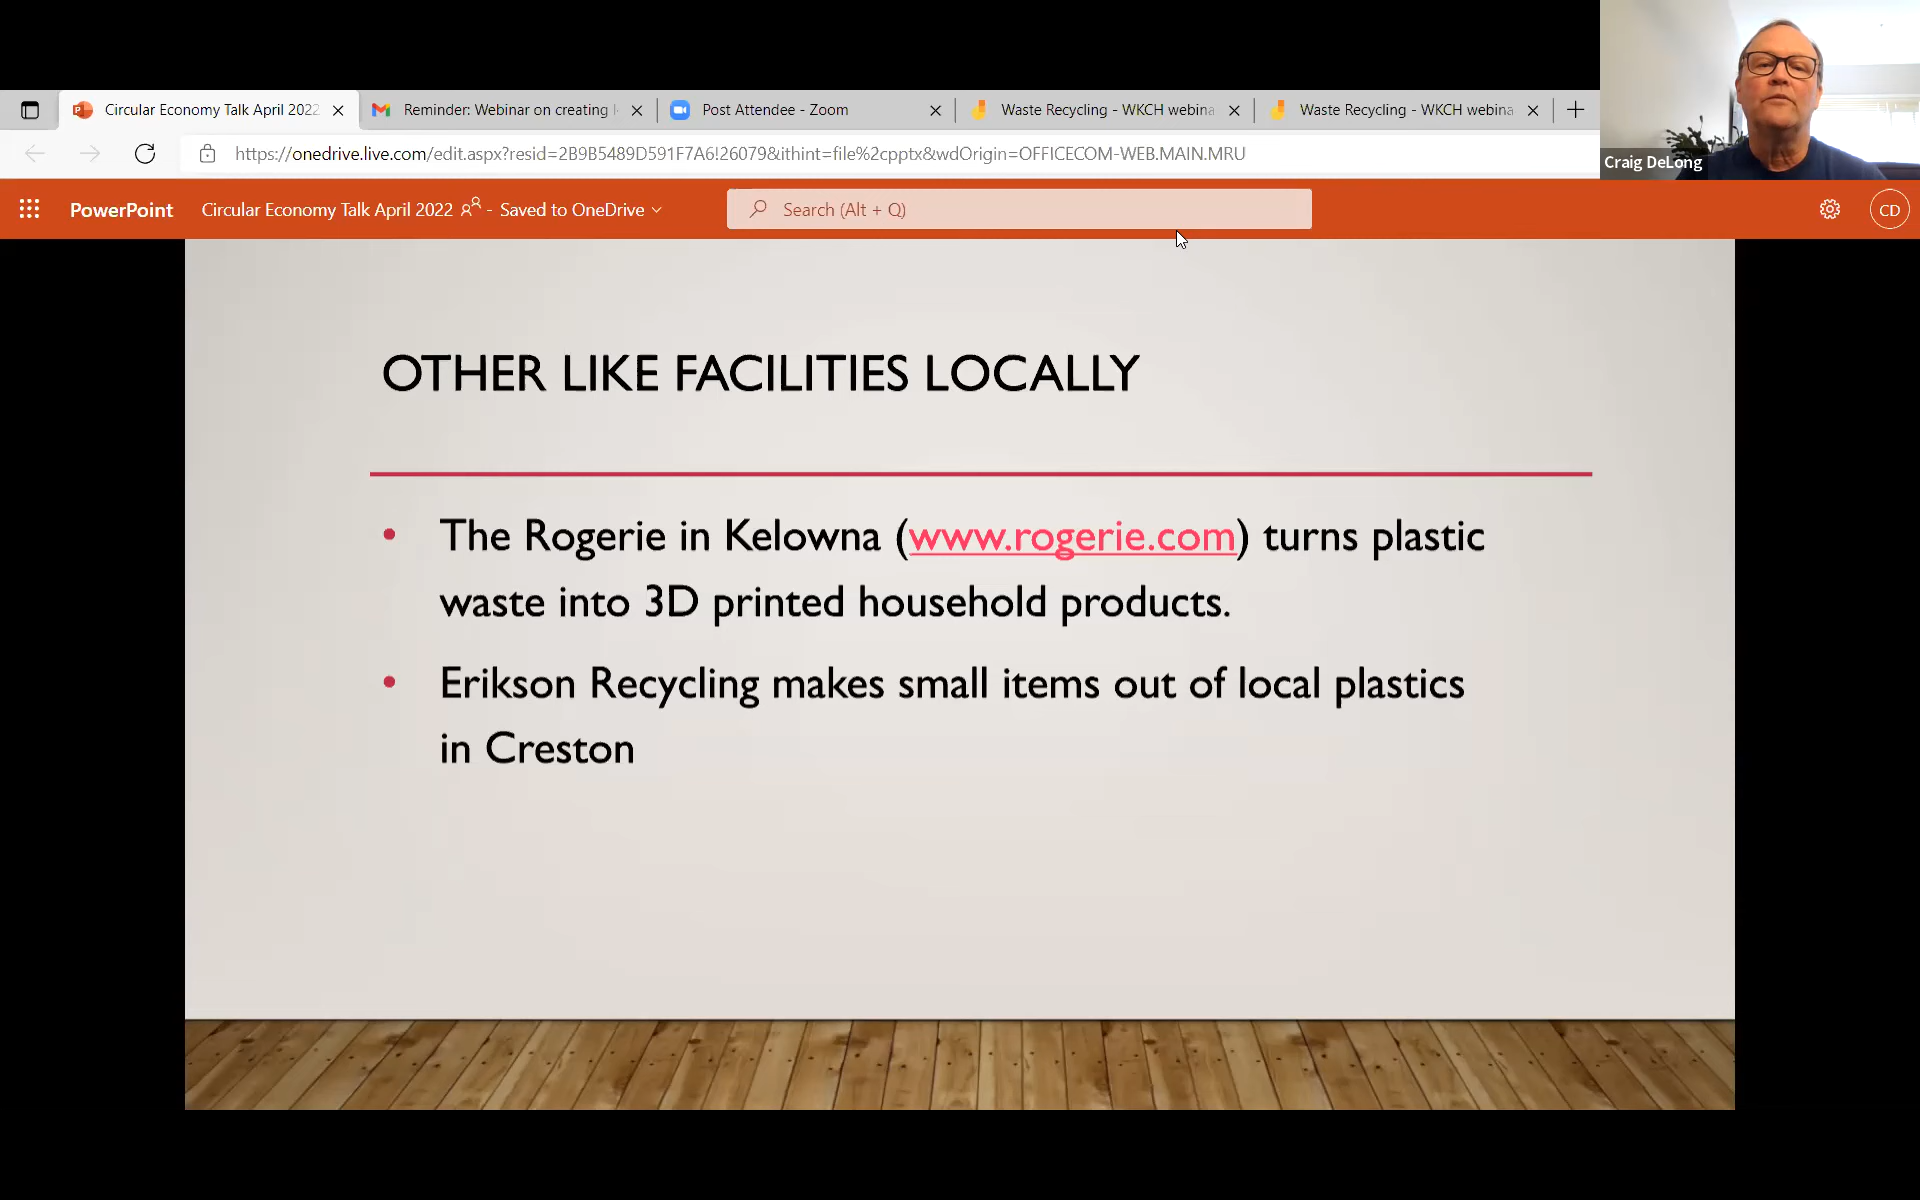 Circular Economy Talk April 2022
Reminder: Webinar on creating
Post Attendee - Zoom
Waste Recycling - WKCH webina
Waste Recycling - WKCH webina
https://onedrive.live.com/edit.aspx?resid=2B9B5489D591F7A6!26079&ithint=file%2cpptx&wdOrigin=OFFICECOM-WEB.MAIN.MRU
Craig DeLong
PowerPoint
Circular Economy Talk April 2022 - Saved to OneDrive
Search (Alt + Q)
CD
OTHER LIKE FACILITIES LOCALLY
• The Rogerie in Kelowna (www.rogerie.com) turns plastic
waste into 3D printed household products.
• Erikson Recycling makes small items out of local plastics
in Creston